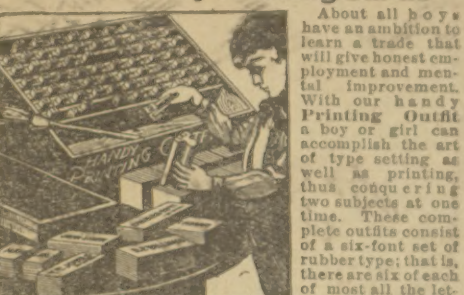 HANDY
PRINTING
About all boys
have an ambition to
learn a trade that
will give honest em-
ployment and men-
tal improvement.
With our handy
Printing Outfit
a boy or girl can
accomplish the art
of type setting as
well as printing,
thus conquering
two subjects at one
time. These com-
plete outfits consist
of a six-font set of
rubber type; that is,
there are six of each
of most all the let-